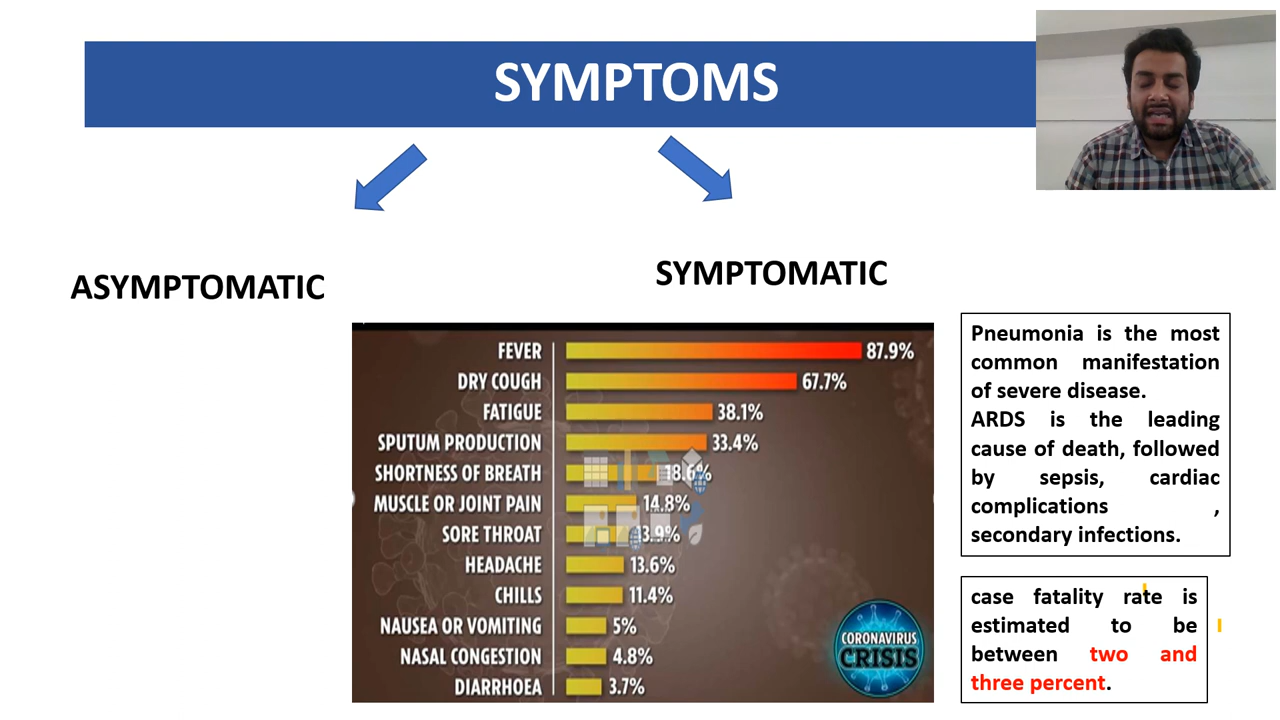 SYMPTOMS
ASYMPTOMATIC
SYMPTOMATIC
FEVER 87.9%
DRY COUGH 67.7%
FATIGUE 38.1%
SPUTUM PRODUCTION 33.4%
SHORTNESS OF BREATH 18.6%
MUSCLE OR JOINT PAIN 14.8%
SORE THROAT 13.9%
HEADACHE 13.6%
CHILLS 11.4%
NAUSEA OR VOMITING 5%
NASAL CONGESTION 4.8%
DIARRHOEA 3.7%
CORONAVIRUS
CRISIS
Pneumonia is the most
common manifestation
of severe disease.
ARDS is the leading
cause of death, followed
by sepsis, cardiac
complications ,
secondary infections.
case fatality rate is
estimated to be
between two and
three percent.